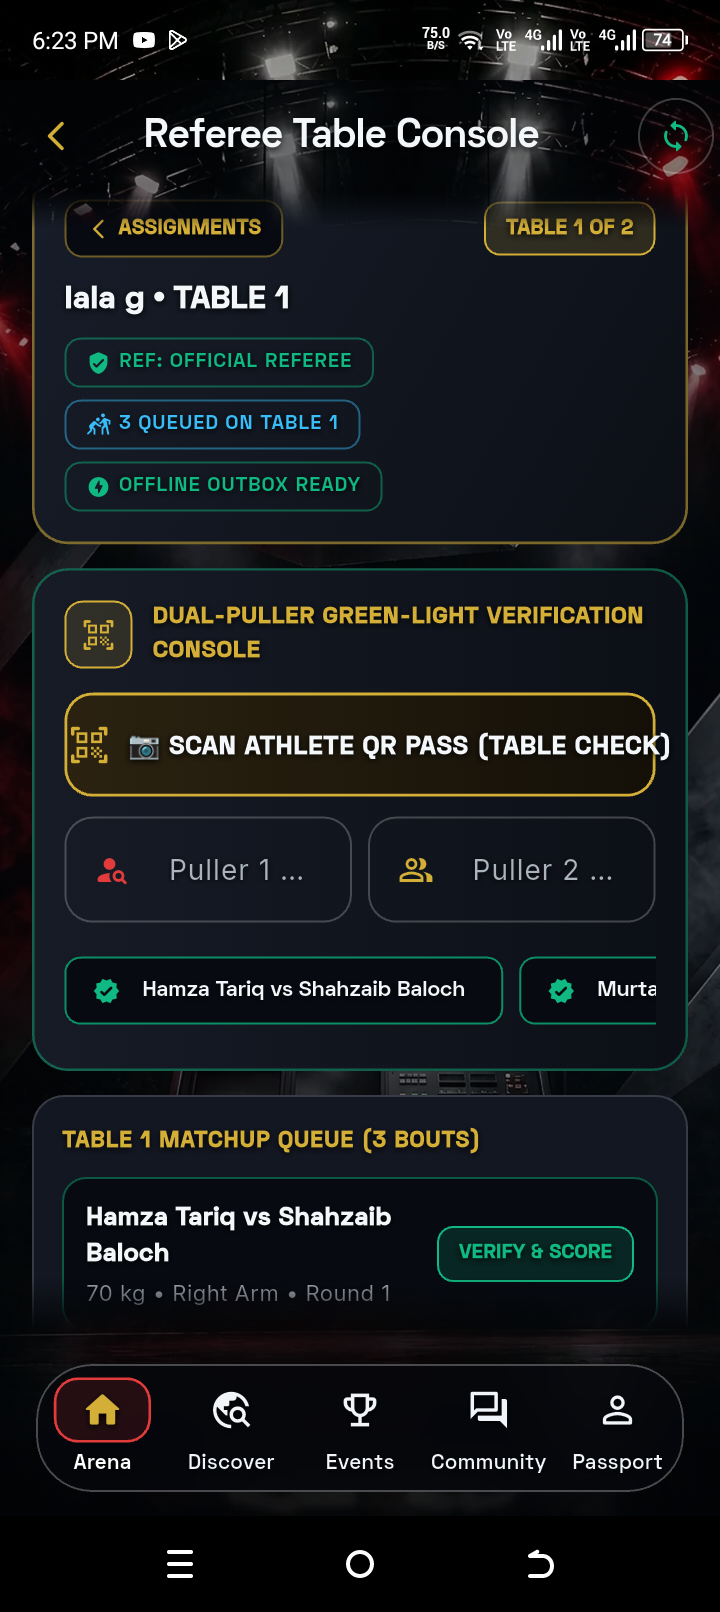 6:23 PM
75.0
B/S
Vo
LTE
4G
Vo
LTE
4G
74
Referee Table Console
ASSIGNMENTS
TABLE 1 OF 2
lala g • TABLE 1
REF: OFFICIAL REFEREE
3 QUEUED ON TABLE 1
OFFLINE OUTBOX READY
DUAL-PULLER GREEN-LIGHT VERIFICATION
CONSOLE
📷 SCAN ATHLETE QR PASS (TABLE CHECK)
Puller 1 ...
Puller 2 ...
Hamza Tariq vs Shahzaib Baloch
Murta
TABLE 1 MATCHUP QUEUE (3 BOUTS)
Hamza Tariq vs Shahzaib
Baloch
VERIFY & SCORE
70 kg • Right Arm • Round 1
Arena
Discover
Events
Community
Passport